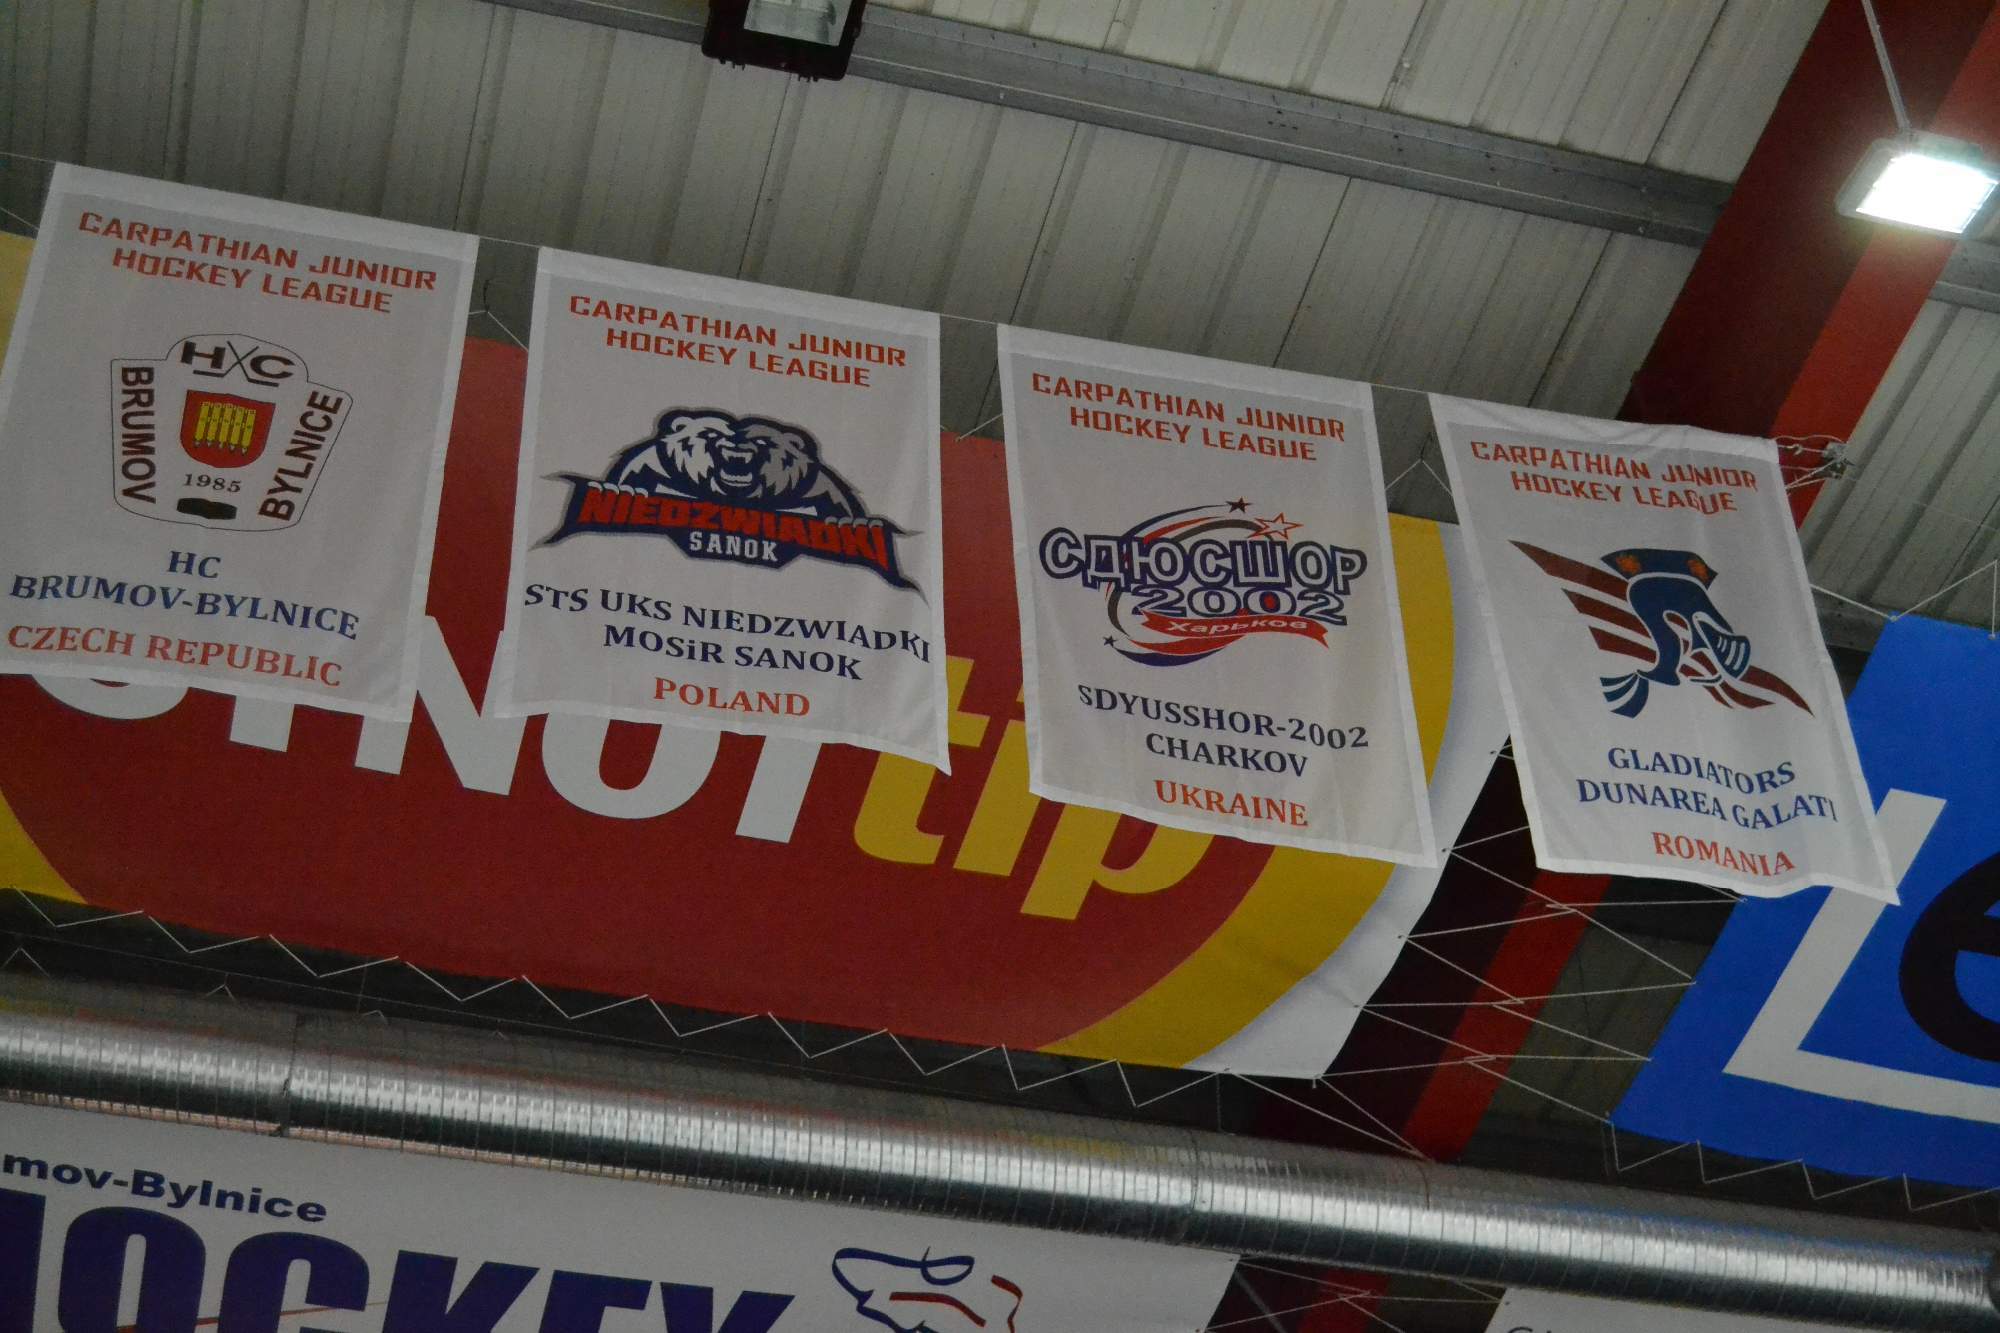 CARPATHIAN JUNIOR
HOCKEY LEAGUE
HC
BRUMOV
BYLNICE
1985
HC
BRUMOV-BYLNICE
CZECH REPUBLIC
CARPATHIAN JUNIOR
HOCKEY LEAGUE
NIEDZWIADKI
SANOK
STS UKS NIEDZWIADKI
MOSiR SANOK
POLAND
CARPATHIAN JUNIOR
HOCKEY LEAGUE
СДЮСШОР
2002
Харьков
SDYUSSHOR-2002
CHARKOV
UKRAINE
CARPATHIAN JUNIOR
HOCKEY LEAGUE
GLADIATORS
DUNAREA GALATI
ROMANIA
tip
Le
mov-Bylnice
HOCKEY